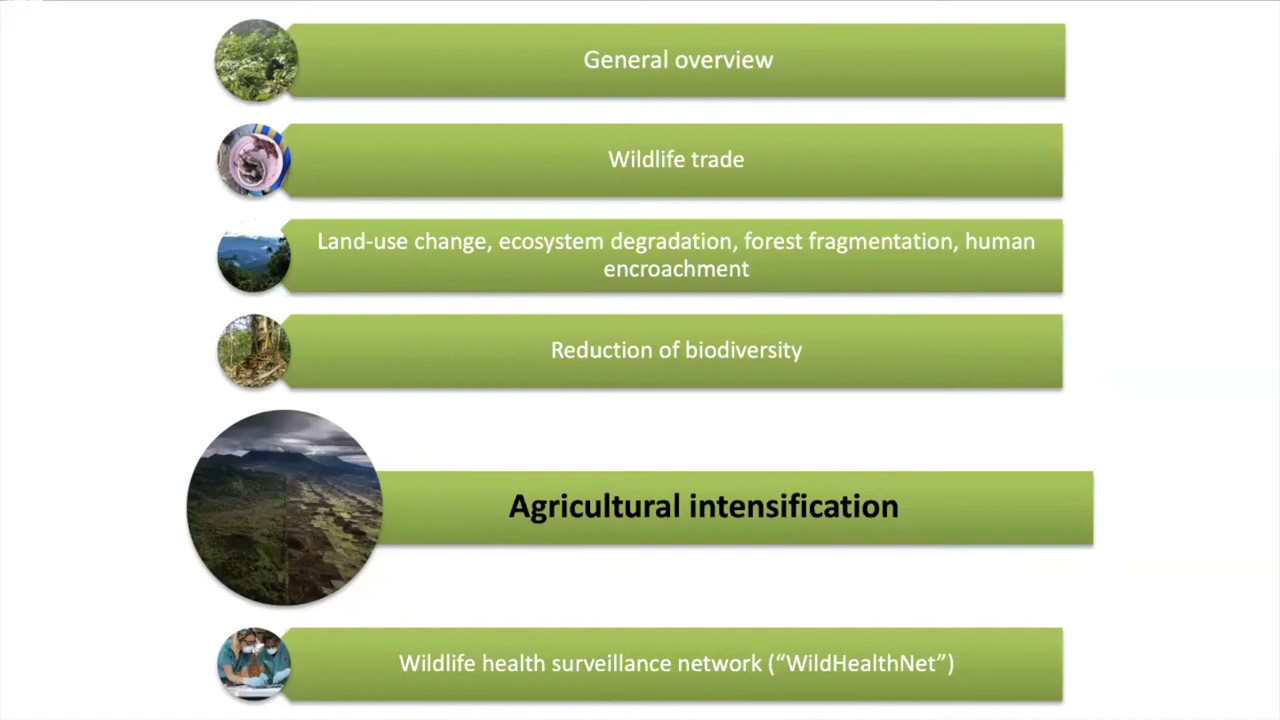 General overview
Wildlife trade
Land-use change, ecosystem degradation, forest fragmentation, human
encroachment
Reduction of biodiversity
Agricultural intensification
Wildlife health surveillance network (“WildHealthNet”)